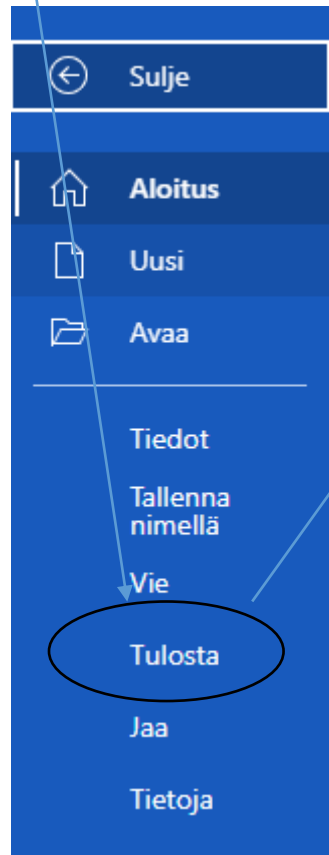 Sulje
Aloitus
Uusi
Avaa
Tiedot
Tallenna
nimellä
Vie
Tulosta
Jaa
Tietoja